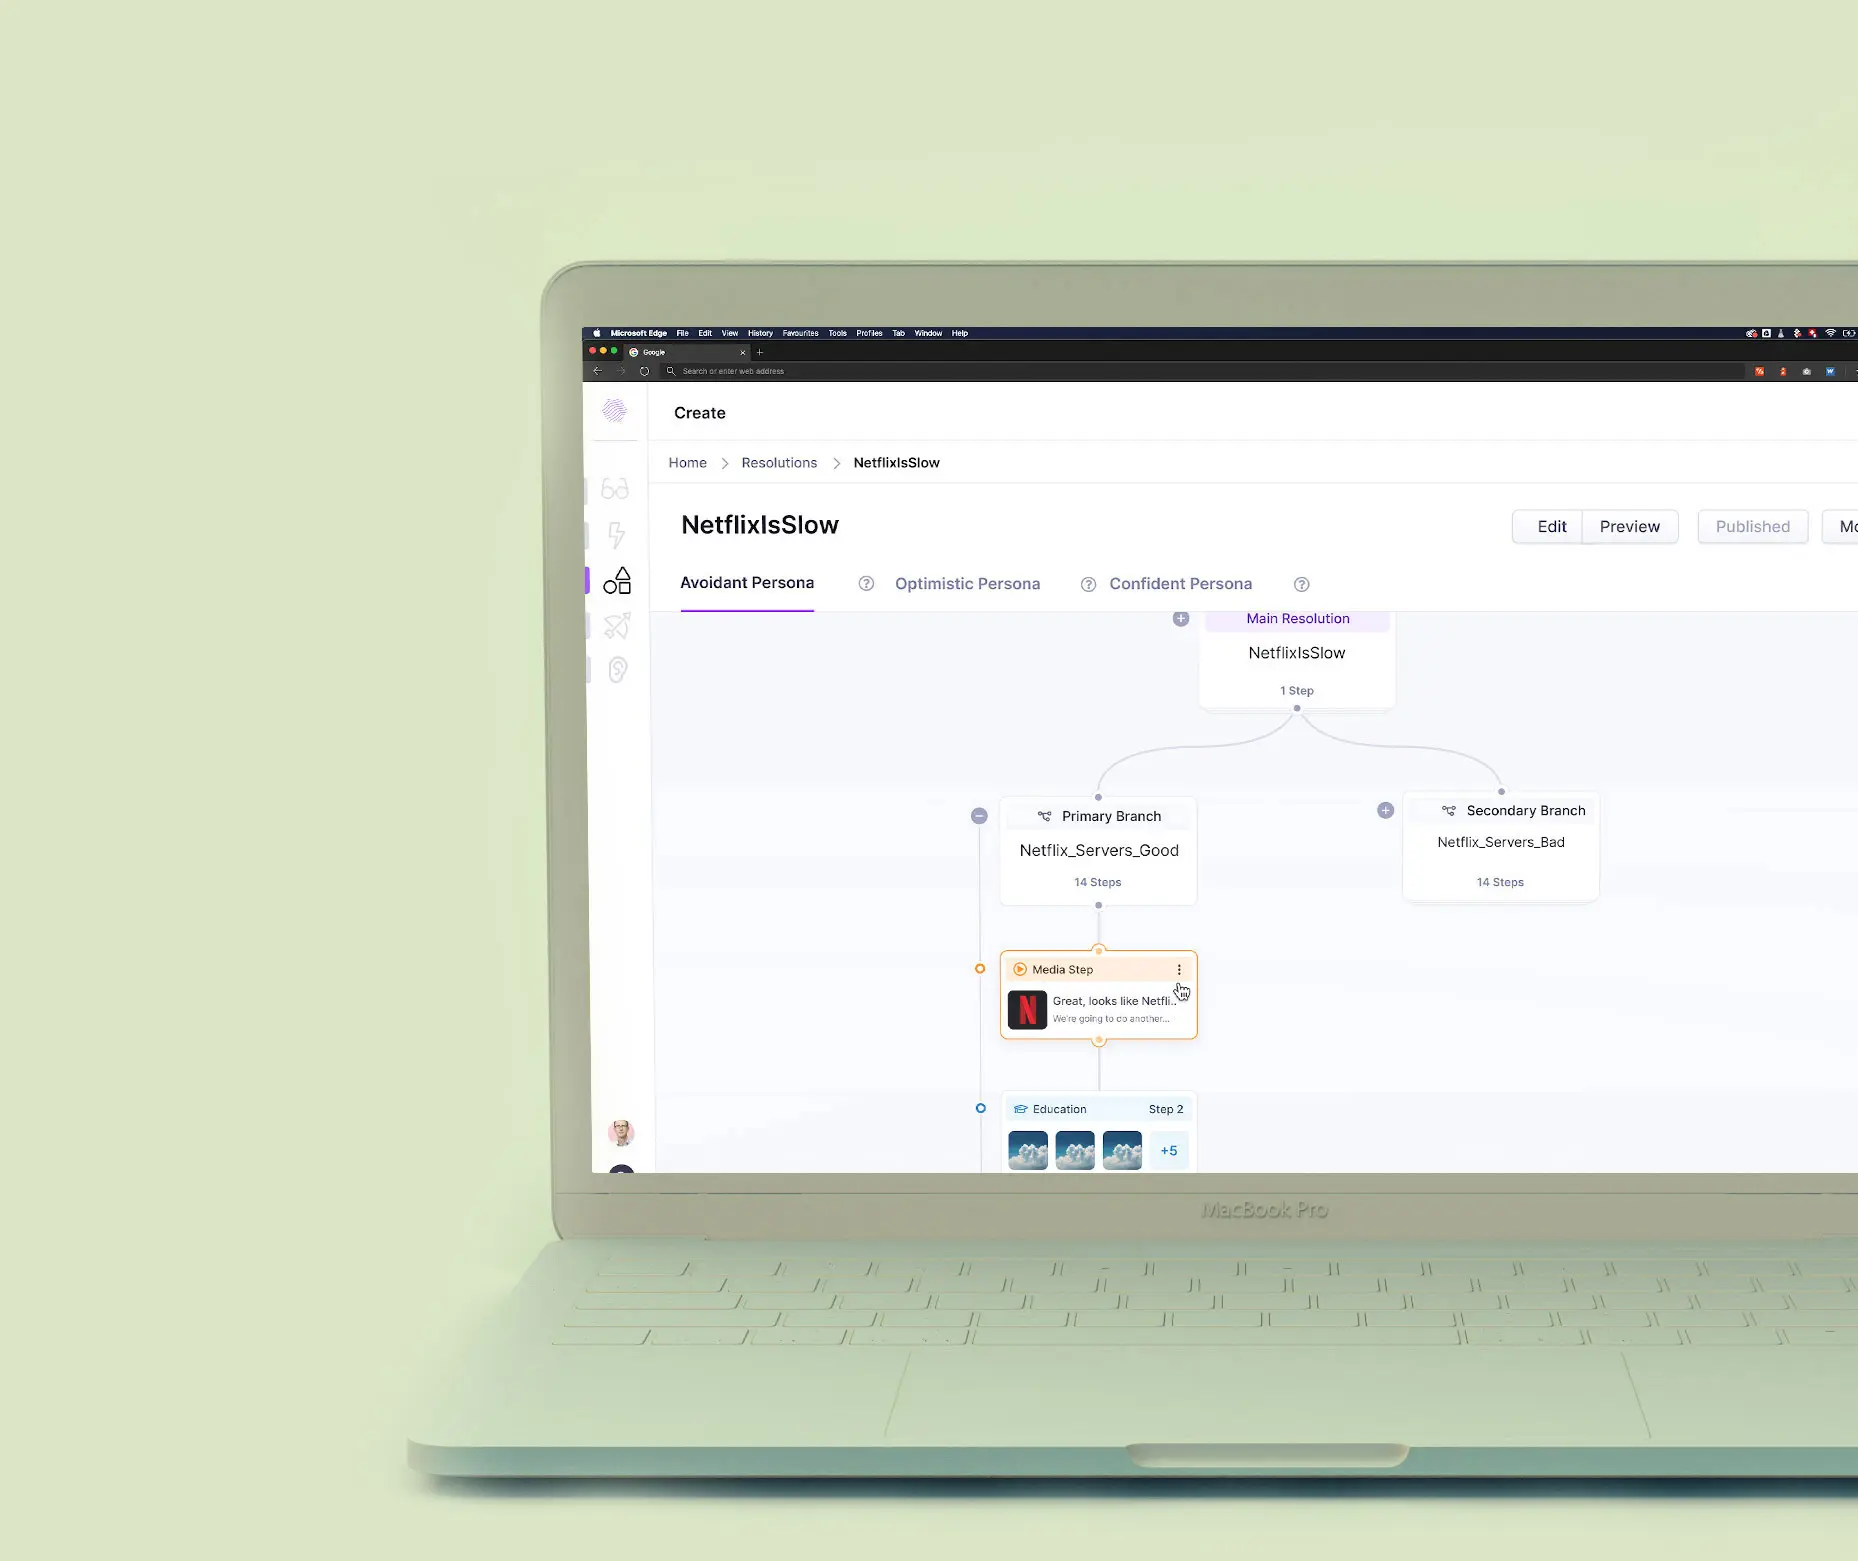 Microsoft Edge File Edit View History Favourites Tools Profiles Tab Window Help
Google
Search or enter web address
Create
Home Resolutions NetflixIsSlow
NetflixIsSlow
Edit Preview Published
Avoidant Persona ? Optimistic Persona ? Confident Persona ?
Main Resolution
NetflixIsSlow
1 Step
Primary Branch
Netflix_Servers_Good
14 Steps
Secondary Branch
Netflix_Servers_Bad
14 Steps
Media Step
N
Great, looks like Netfli..
We're going to do another...
Education Step 2
+5
MacBook Pro